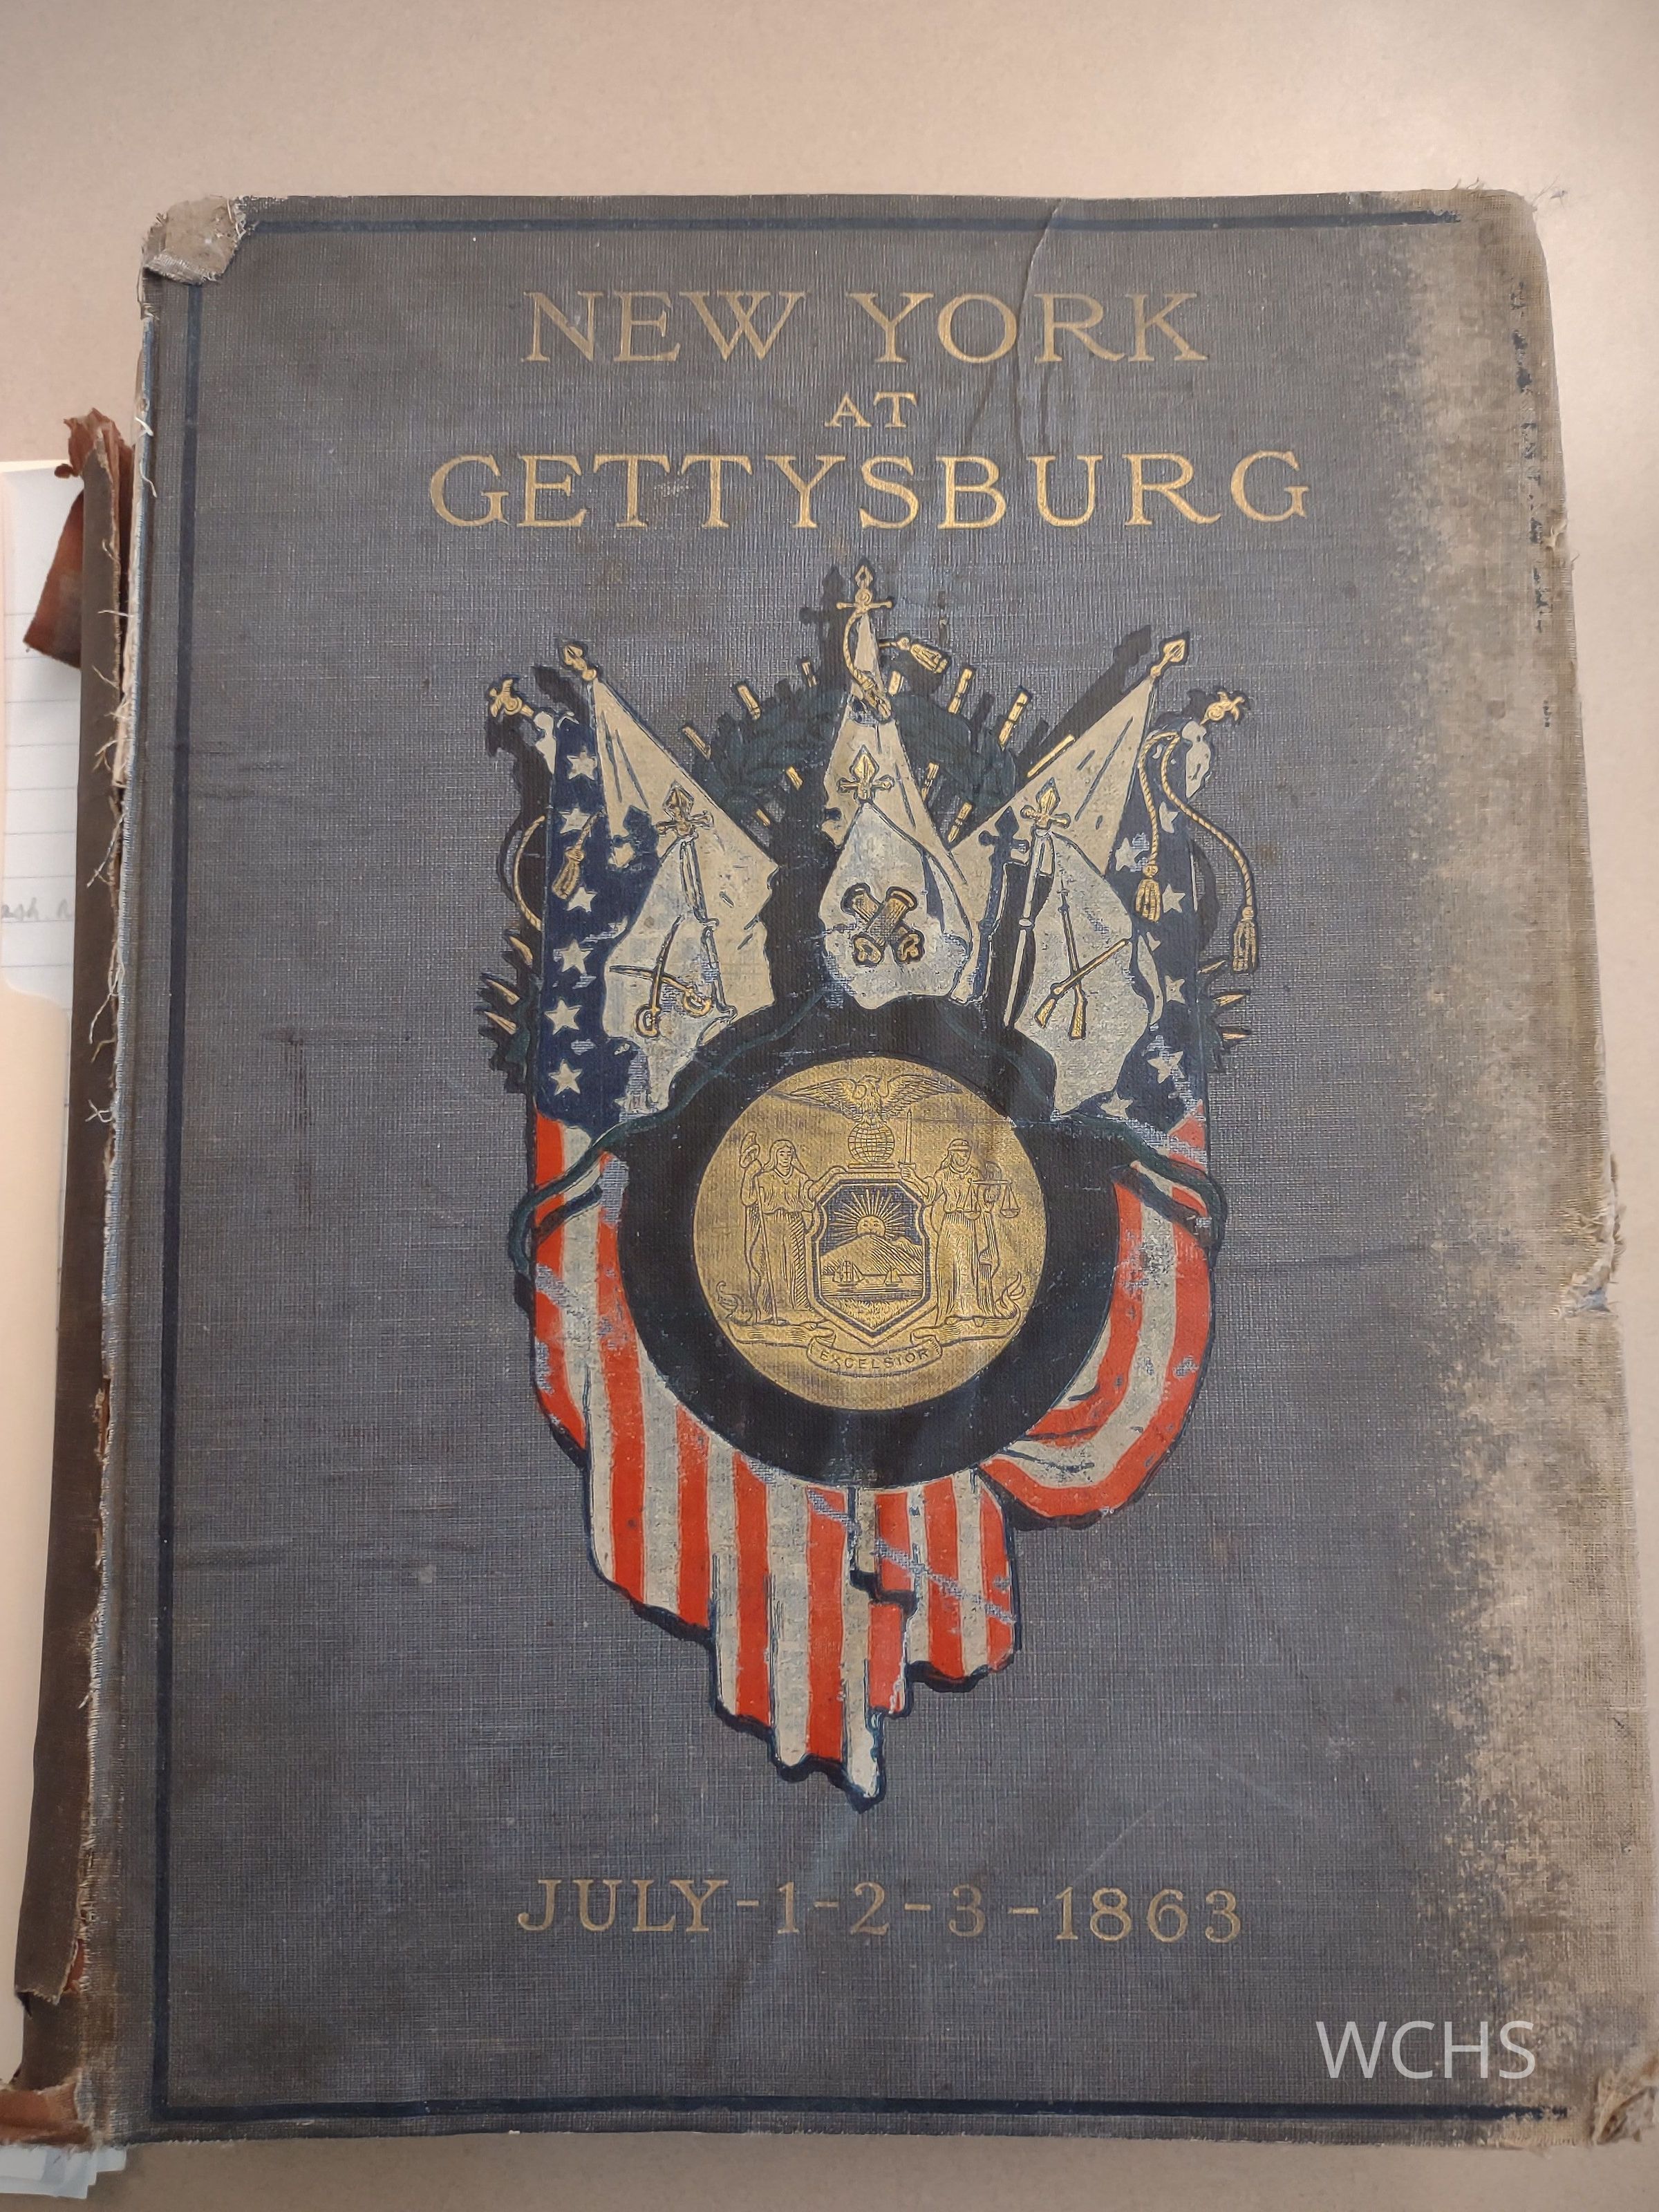 NEW YORK
AT
GETTYSBURG
EXCELSIOR
JULY-1-2-3-1863
WCHS